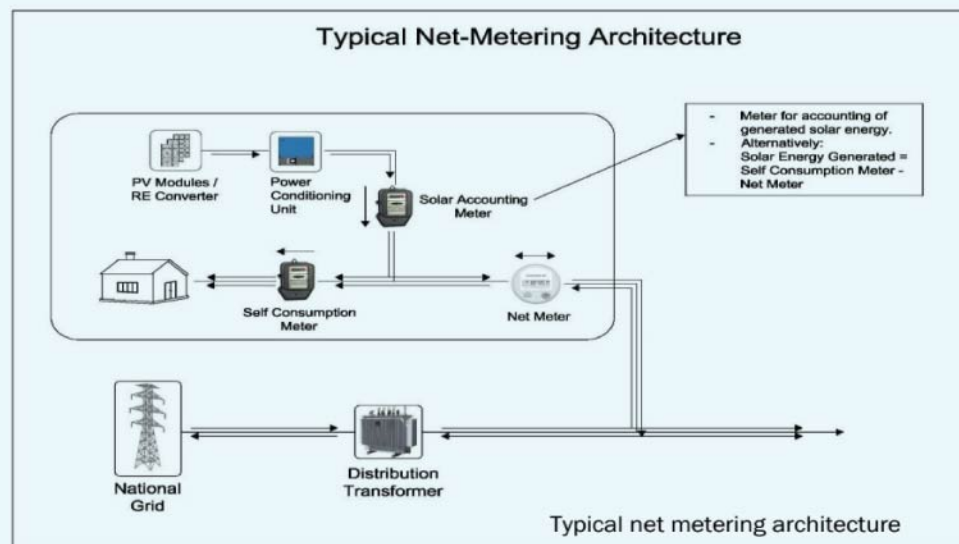 Typical Net-Metering Architecture
- Meter for accounting of
generated solar energy.
- Alternatively:
Solar Energy Generated =
Self Consumption Meter -
Net Meter
PV Modules /
RE Converter
Power
Conditioning
Unit
Solar Accounting
Meter
Self Consumption
Meter
Net Meter
National
Grid
Distribution
Transformer
Typical net metering architecture